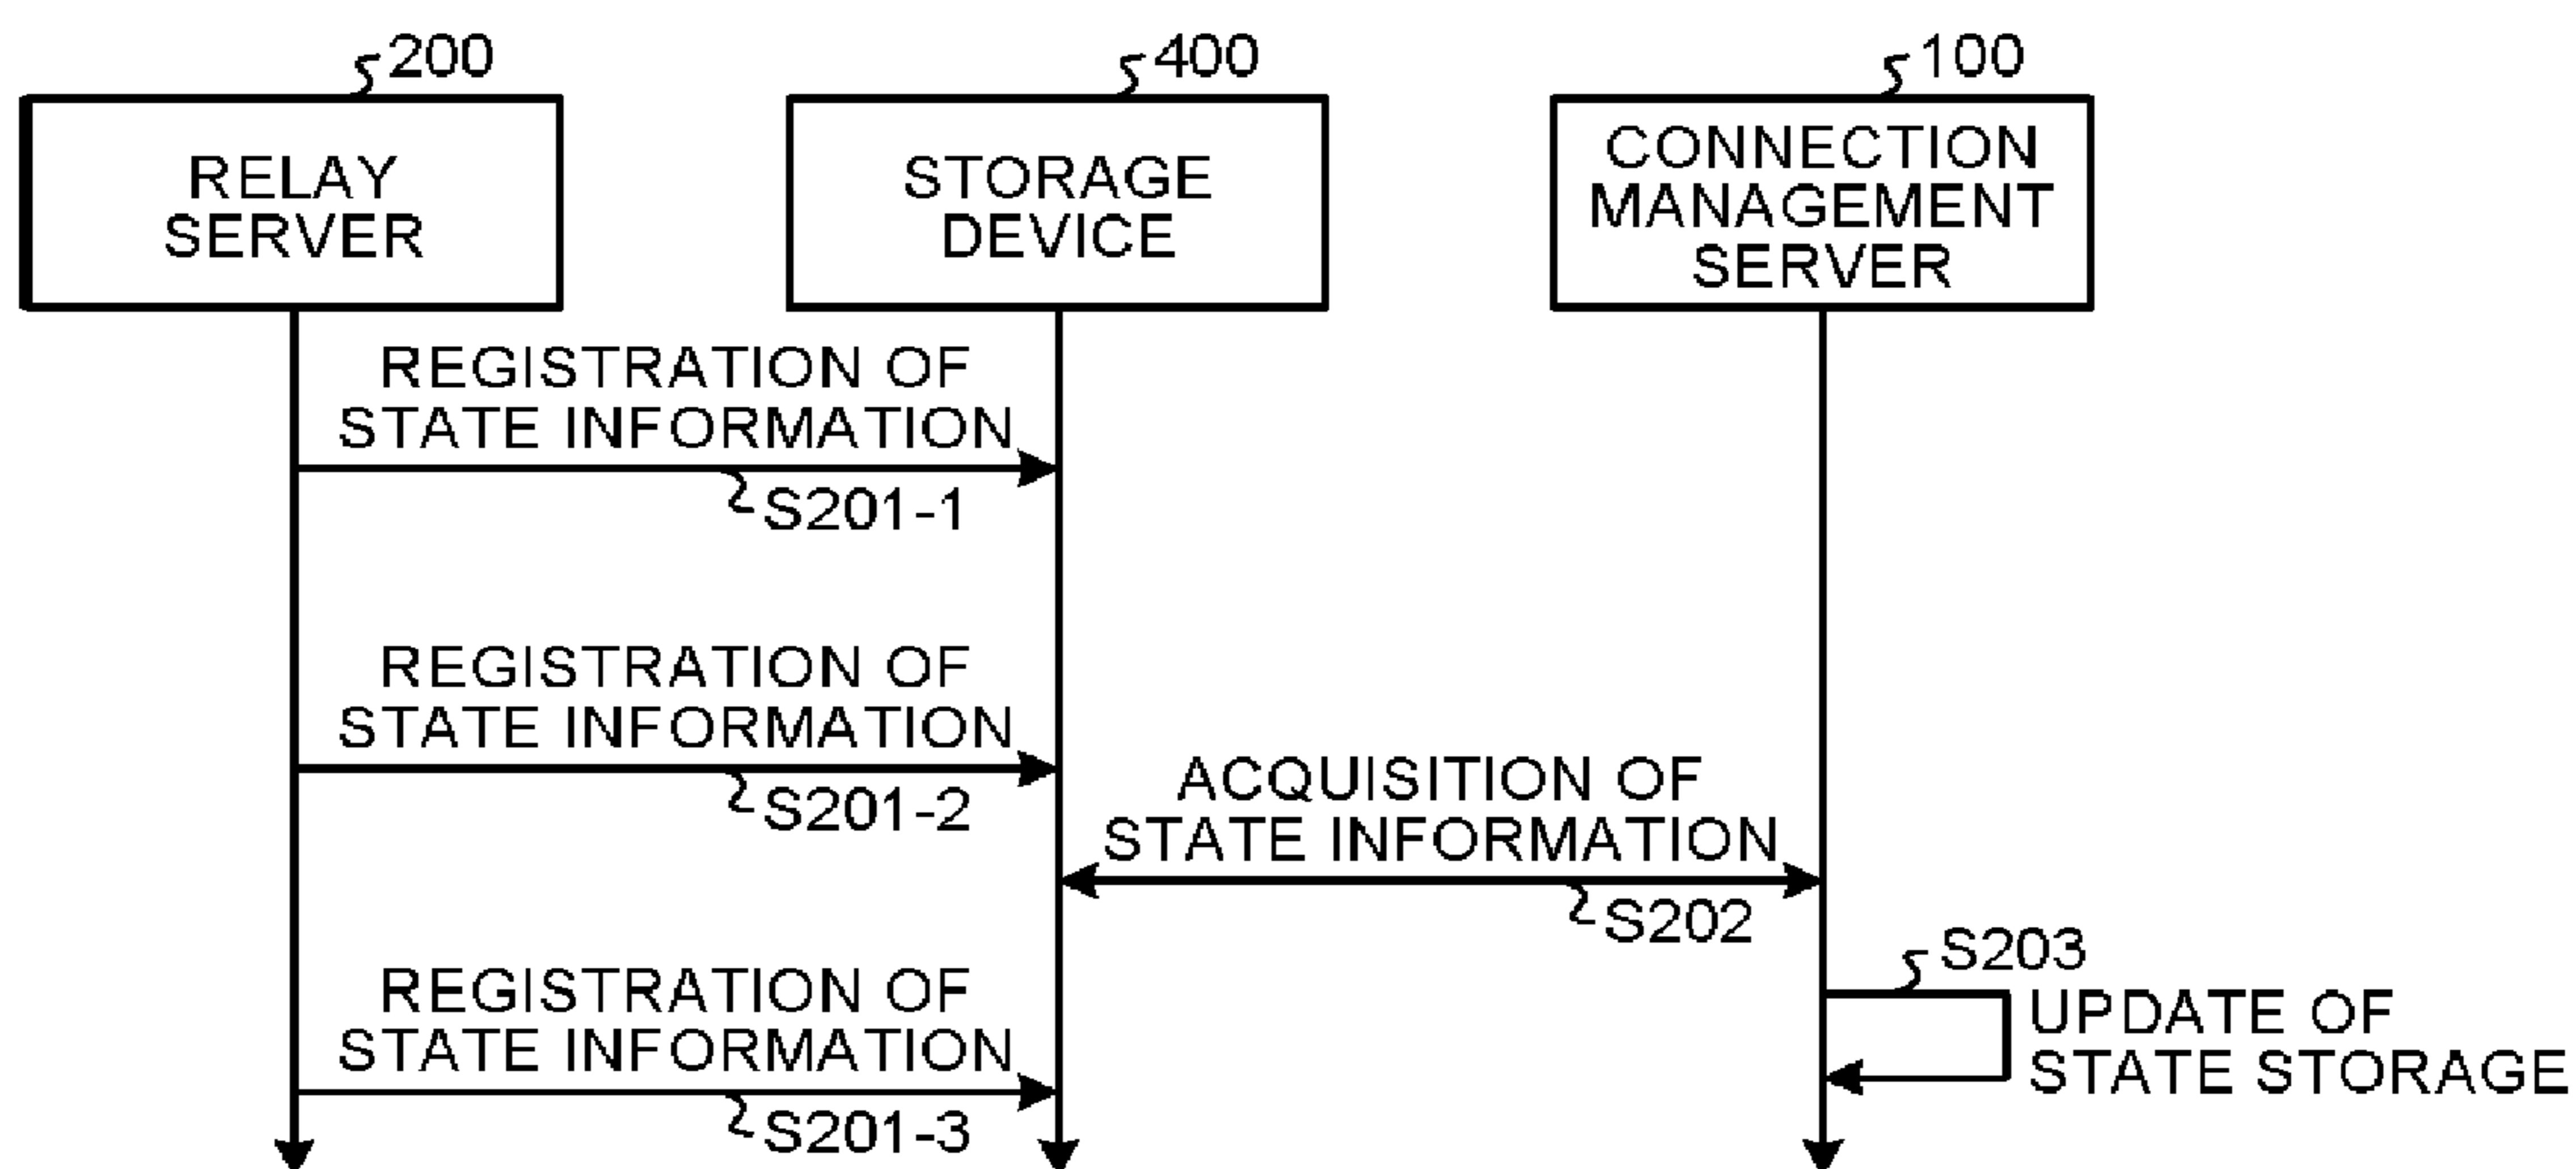 200
400
100
RELAY
SERVER
STORAGE
DEVICE
CONNECTION
MANAGEMENT
SERVER
REGISTRATION OF
STATE INFORMATION
S201-1
REGISTRATION OF
STATE INFORMATION
S201-2
ACQUISITION OF
STATE INFORMATION
S202
S203
UPDATE OF
STATE STORAGE
REGISTRATION OF
STATE INFORMATION
S201-3